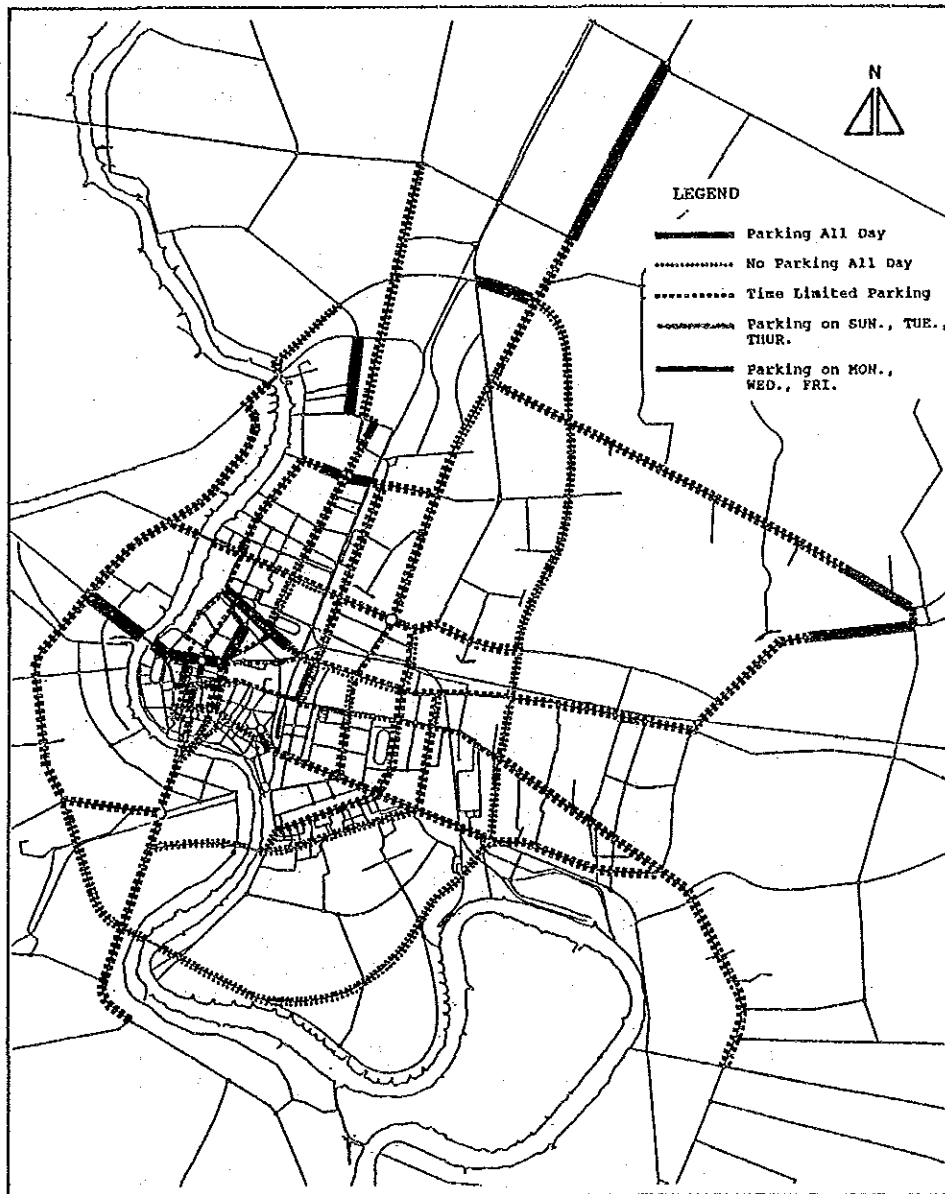 N
LEGEND
Parking All Day
No Parking All Day
Time Limited Parking
Parking on SUN., TUE.,
THUR.
Parking on MON.,
WED., FRI.